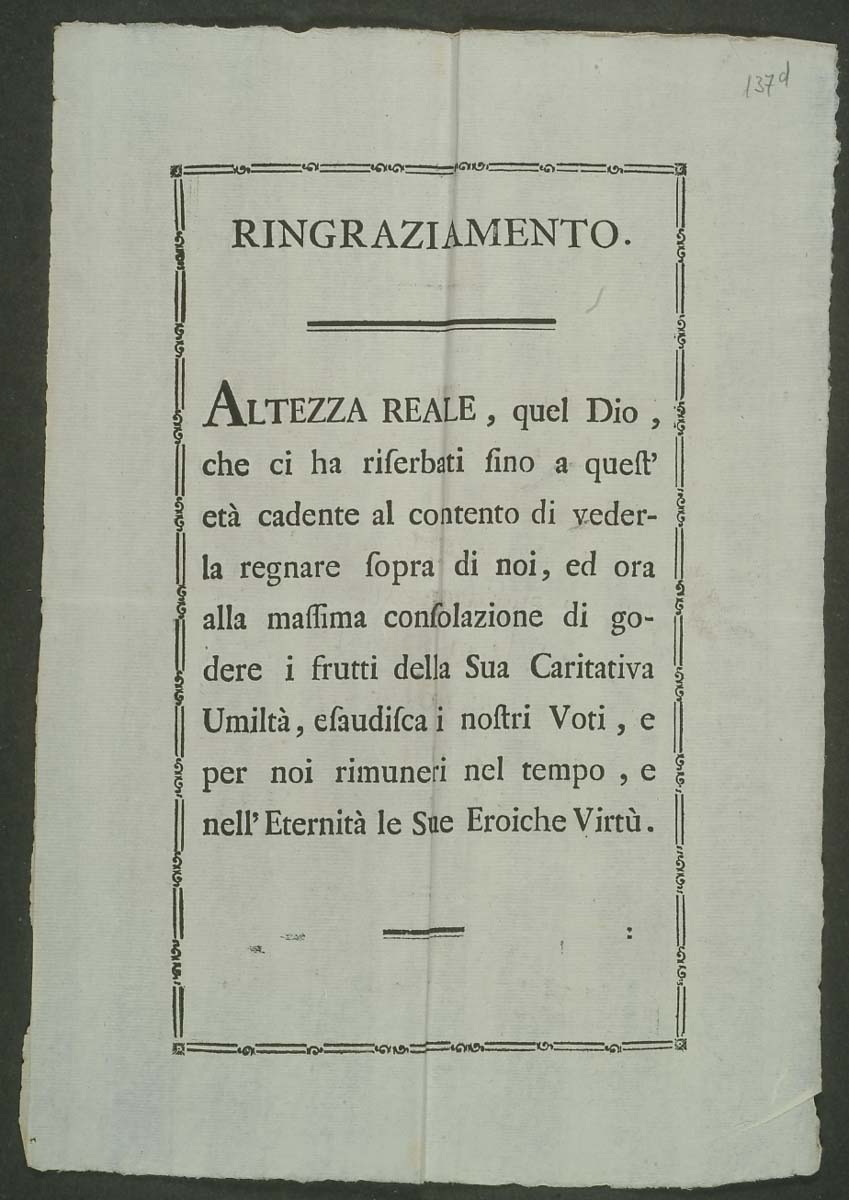 137d
RINGRAZIAMENTO.
ALTEZZA REALE, quel Dio,
che ci ha riſerbati ſino a queſt'
età cadente al contento di veder-
la regnare ſopra di noi, ed ora
alla maſſima conſolazione di go-
dere i frutti della Sua Caritativa
Umiltà, eſaudiſca i noſtri Voti, e
per noi rimuneri nel tempo, e
nell'Eternità le Sue Eroiche Virtù.
: